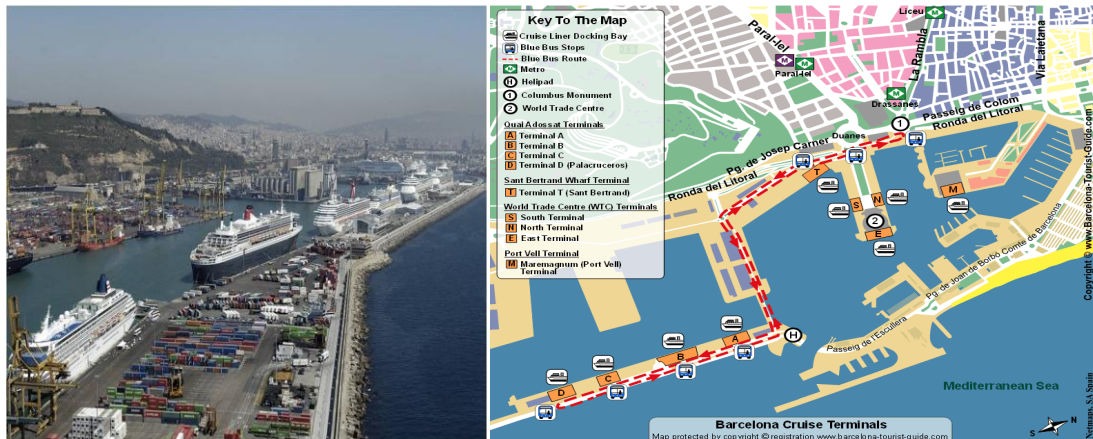 Key To The Map
Cruise Liner Docking Bay
Blue Bus Stops
Blue Bus Route
M Metro
H Helipad
1 Columbus Monument
2 World Trade Centre
Quai Adossat Terminals
A Terminal A
B Terminal B
C Terminal C
D Terminal D (Palacruceros)
Sant Bertrand Wharf Terminal
T Terminal T (Sant Bertrand)
World Trade Centre (WTC) Terminals
S South Terminal
N North Terminal
E East Terminal
Port Vell Terminal
M Maremagnum (Port Vell)
Terminal
Liceu
M
Paral-lel
M M
Paral-lel
La Rambla
Via Laietana
M
Drassanes
1
Passeig de Colom
Ronda del Litoral
Duanes
Pg. de Josep Carner
Ronda del Litoral
T
S
N
2
E
M
Pg. de Joan de Borbó Comte de Barcelona
Passeig de l'Escullera
H
A
B
C
D
Mediterranean Sea
S N
Barcelona Cruise Terminals
Map protected by copyright © registration www.barcelona-tourist-guide.com
Copyright © www.Barcelona-Tourist-Guide.com
Netmaps, SA Spain